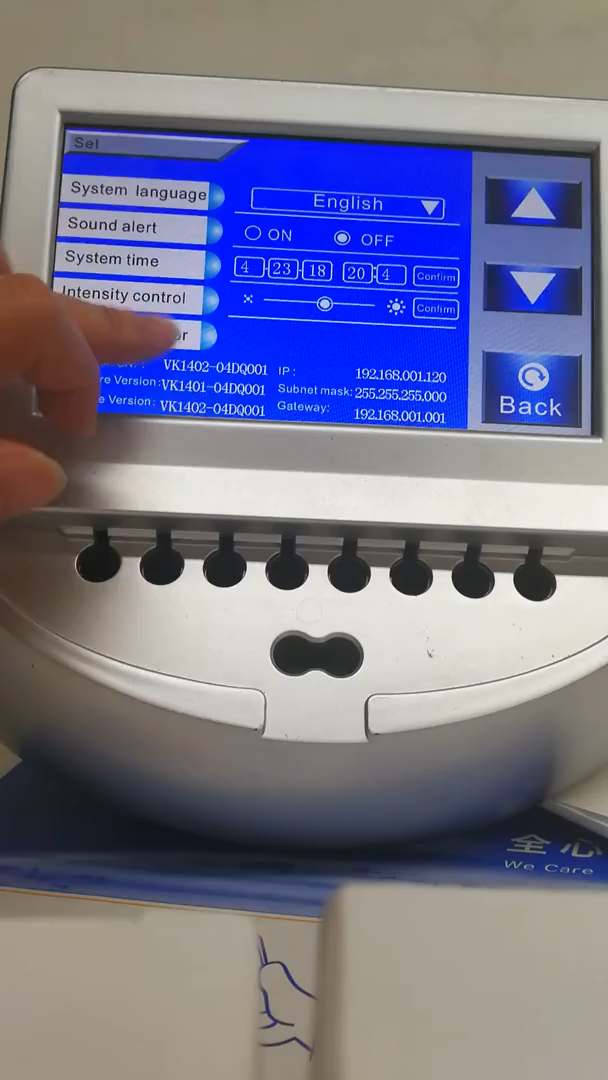 Set
System language English
Sound alert ON OFF
System time 4 23 18 20 : 4 Confirm
Intensity control Confirm
VK1402-04DQ001 IP: 192.168.001.120
Version: VK1401-04DQ001 Subnet mask: 255.255.255.000
Version: VK1402-04DQ001 Gateway: 192.168.001.001
Back
全心
We Care